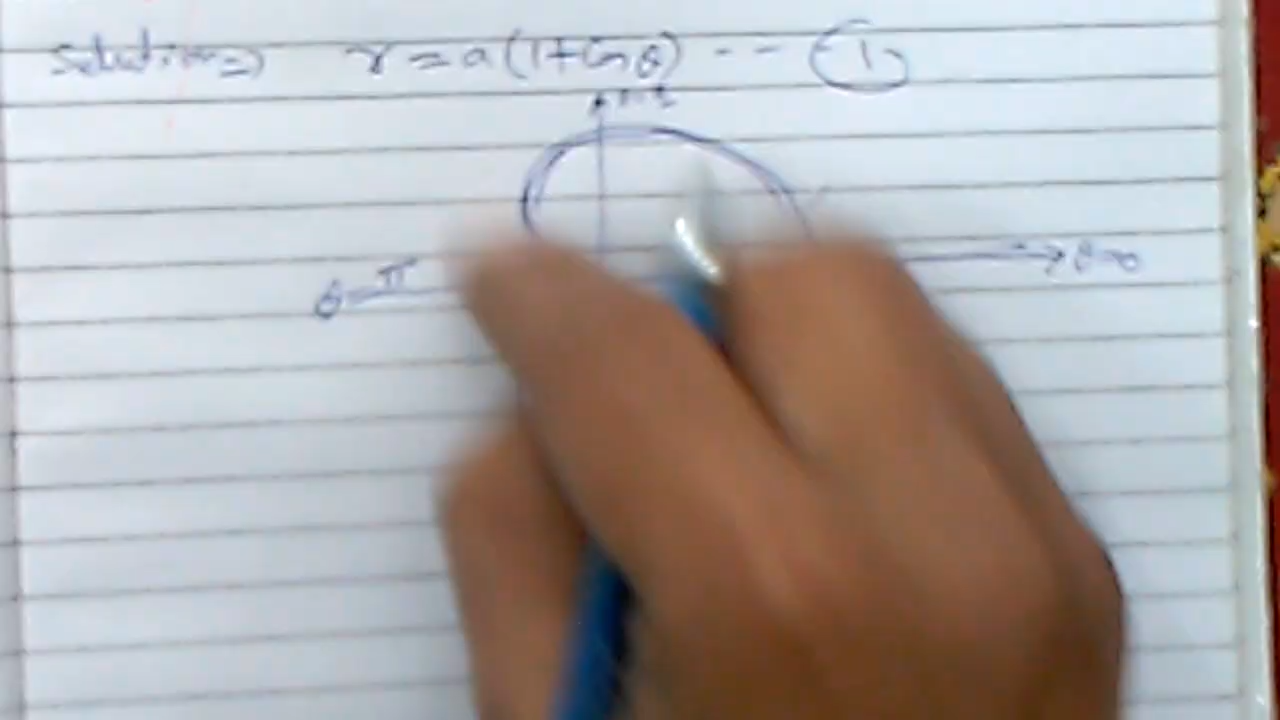 Solution⇒ r = a(1+Cosθ) -- ①
θ=π
θ=0